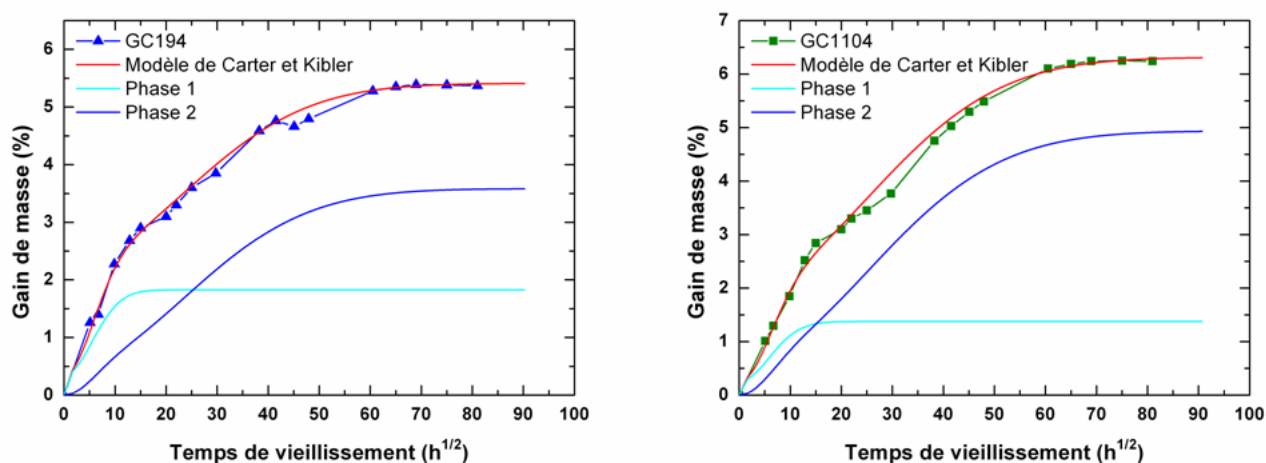 GC194
Modèle de Carter et Kibler
Phase 1
Phase 2
Gain de masse (%)
6
5
4
3
2
1
0
0 10 20 30 40 50 60 70 80 90 100
Temps de vieillissement (h^1/2)
GC1104
Modèle de Carter et Kibler
Phase 1
Phase 2
Gain de masse (%)
7
6
5
4
3
2
1
0
0 10 20 30 40 50 60 70 80 90 100
Temps de vieillissement (h^1/2)